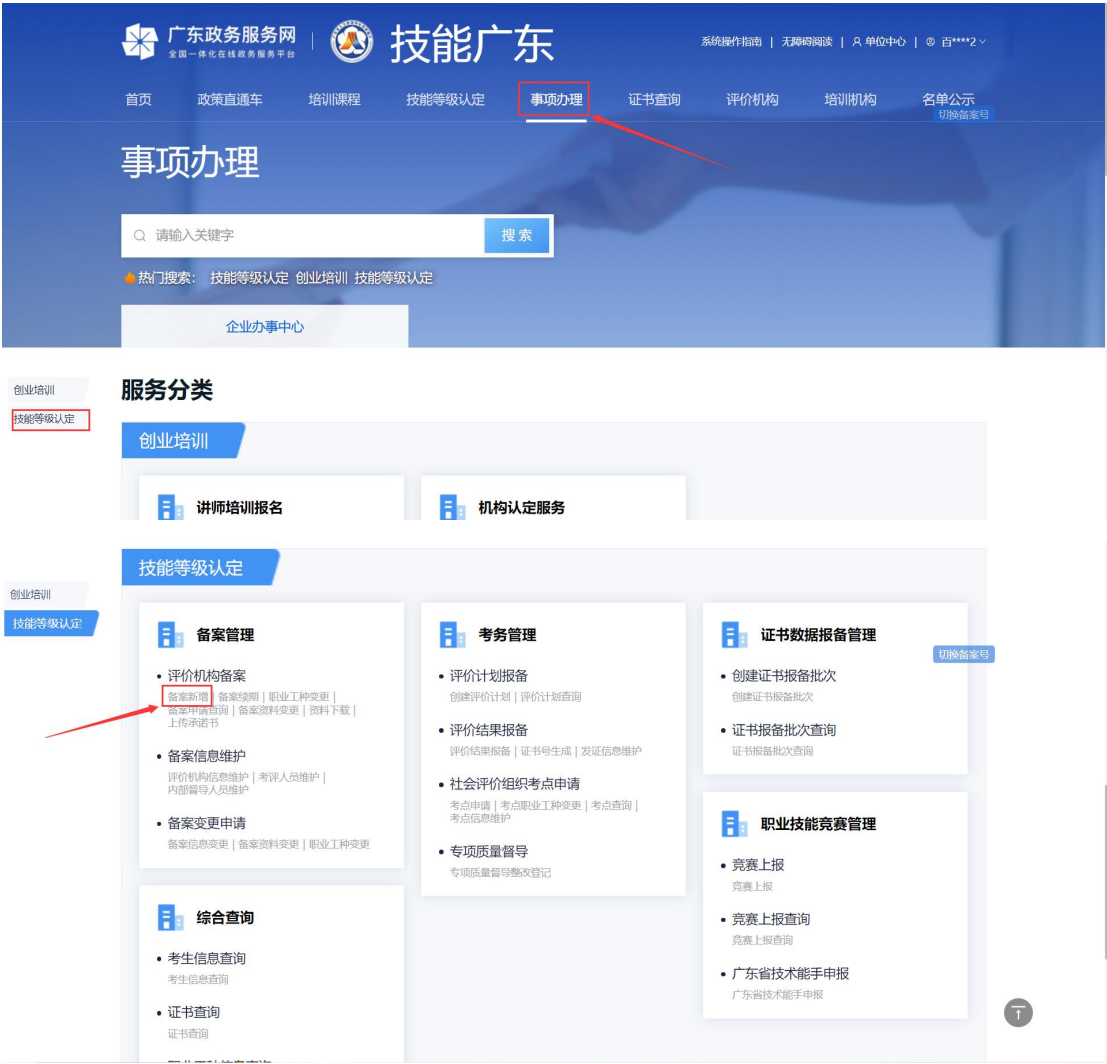 广东政务服务网
全国一体化在线政务服务平台
技能广东
系统操作指南 | 无障碍阅读 | 单位中心 | 百****2
首页 政策直通车 培训课程 技能等级认定 事项办理 证书查询 评价机构 培训机构 名单公示
切换备案号
事项办理
请输入关键字 搜索
热门搜索: 技能等级认定 创业培训 技能等级认定
企业办事中心
创业培训
技能等级认定
服务分类
创业培训
讲师培训报名 机构认定服务
技能等级认定
创业培训
技能等级认定
备案管理
• 评价机构备案
备案新增 | 备案续期 | 职业工种变更 |
备案申请查询 | 备案资料变更 | 资料下载 |
上传承诺书
• 备案信息维护
评价机构信息维护 | 考评人员维护 |
内部督导人员维护
• 备案变更申请
备案信息变更 | 备案资料变更 | 职业工种变更
考务管理
• 评价计划报备
创建评价计划 | 评价计划查询
• 评价结果报备
评价结果报备 | 证书号生成 | 发证信息维护
• 社会评价组织考点申请
考点申请 | 考点职业工种变更 | 考点查询 |
考点信息维护
• 专项质量督导
专项质量督导整改登记
证书数据报备管理
切换备案号
• 创建证书报备批次
创建证书报备批次
• 证书报备批次查询
证书报备批次查询
职业技能竞赛管理
• 竞赛上报
竞赛上报
• 竞赛上报查询
竞赛上报查询
• 广东省技术能手申报
广东省技术能手申报
综合查询
• 考生信息查询
考生信息查询
• 证书查询
证书查询